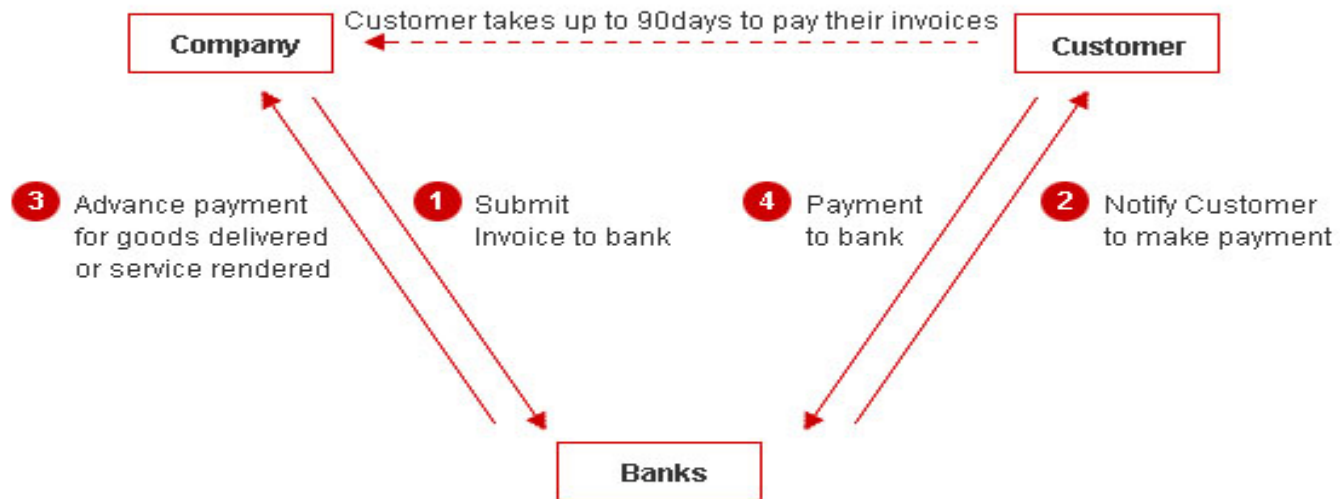 Customer takes up to 90days to pay their invoices
Company
Customer
3 Advance payment
for goods delivered
or service rendered
1 Submit
Invoice to bank
4 Payment
to bank
2 Notify Customer
to make payment
Banks